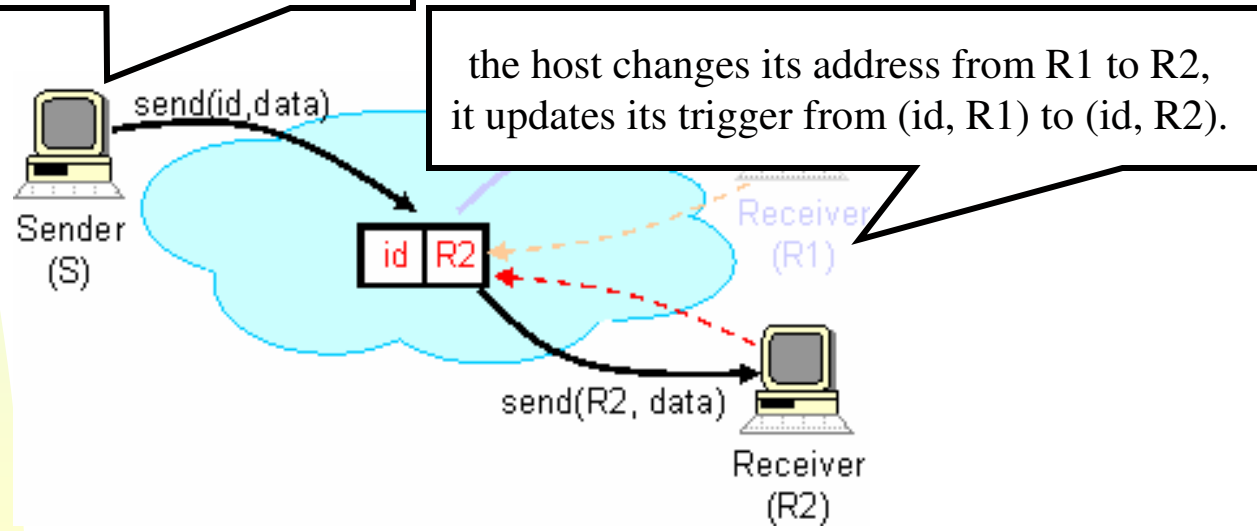 the host changes its address from R1 to R2,
it updates its trigger from (id, R1) to (id, R2).
send(id,data)
Sender
(S)
id R2
Receiver
(R1)
send(R2, data)
Receiver
(R2)